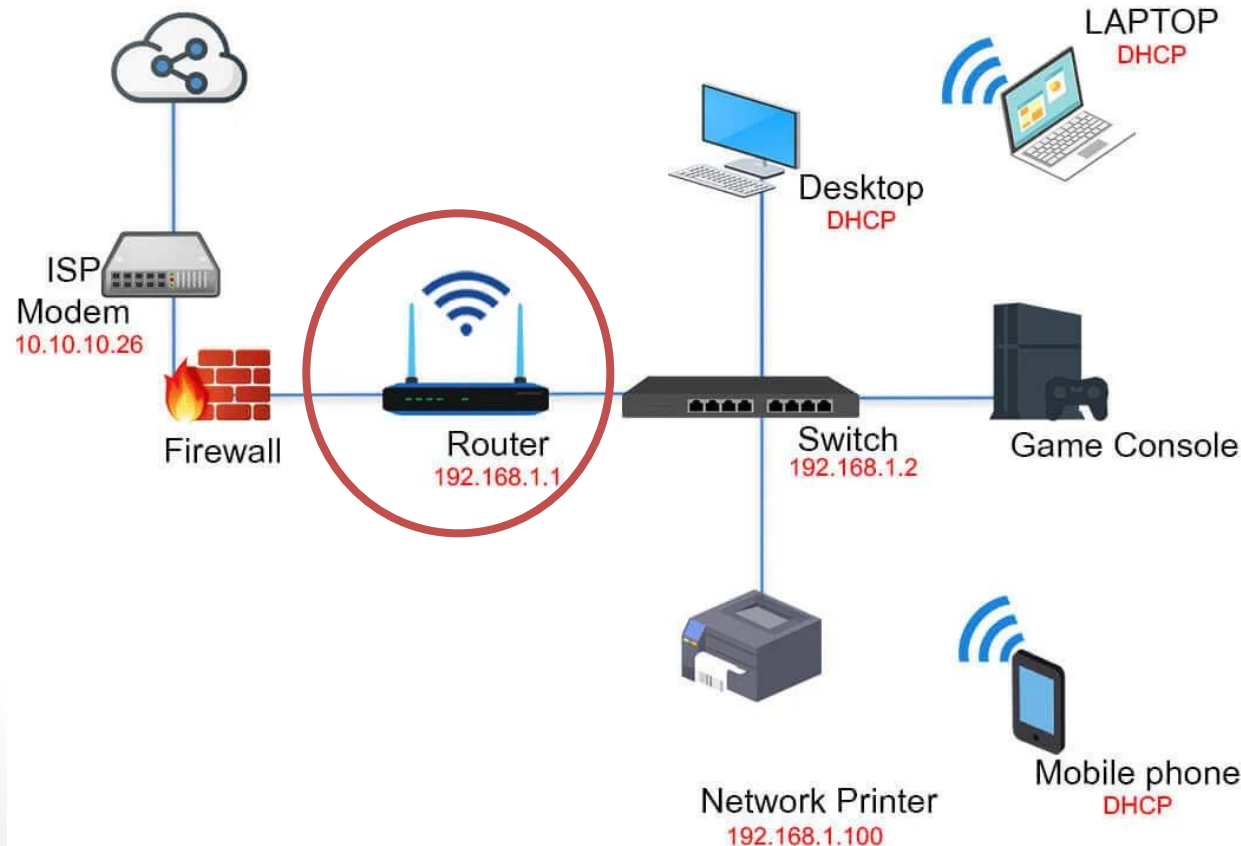 LAPTOP
DHCP
Desktop
DHCP
ISP
Modem
10.10.10.26
Firewall
Router
192.168.1.1
Switch
192.168.1.2
Game Console
Network Printer
192.168.1.100
Mobile phone
DHCP